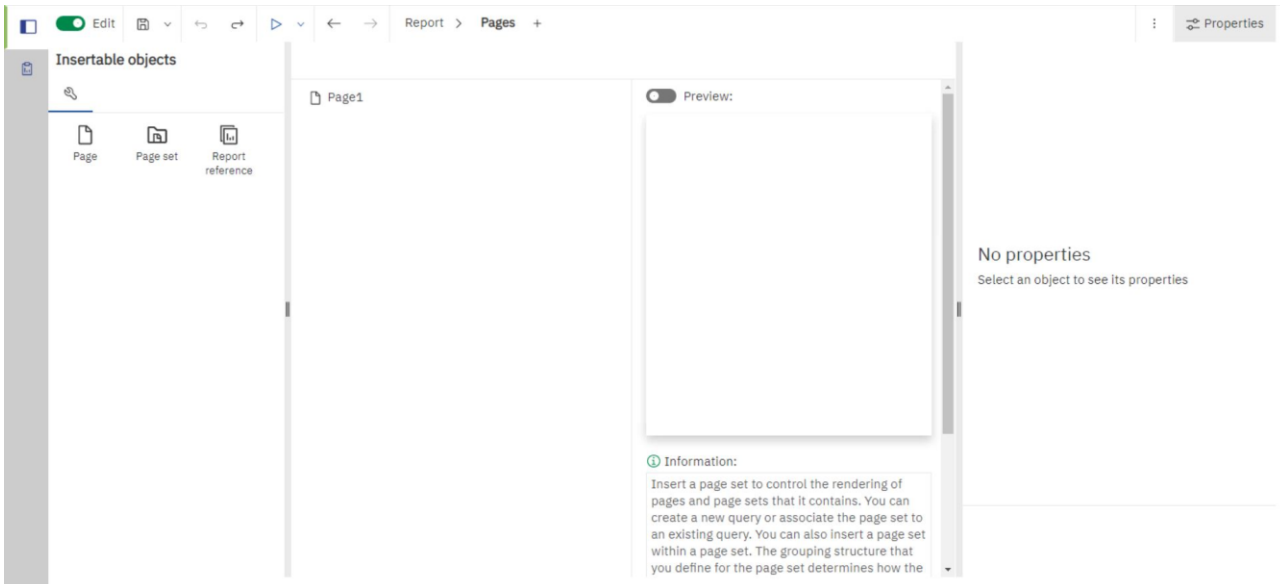 Edit
Report > Pages +
Properties
Insertable objects
Page
Page set
Report
reference
Page1
Preview:
Information:
Insert a page set to control the rendering of
pages and page sets that it contains. You can
create a new query or associate the page set to
an existing query. You can also insert a page set
within a page set. The grouping structure that
you define for the page set determines how the
No properties
Select an object to see its properties